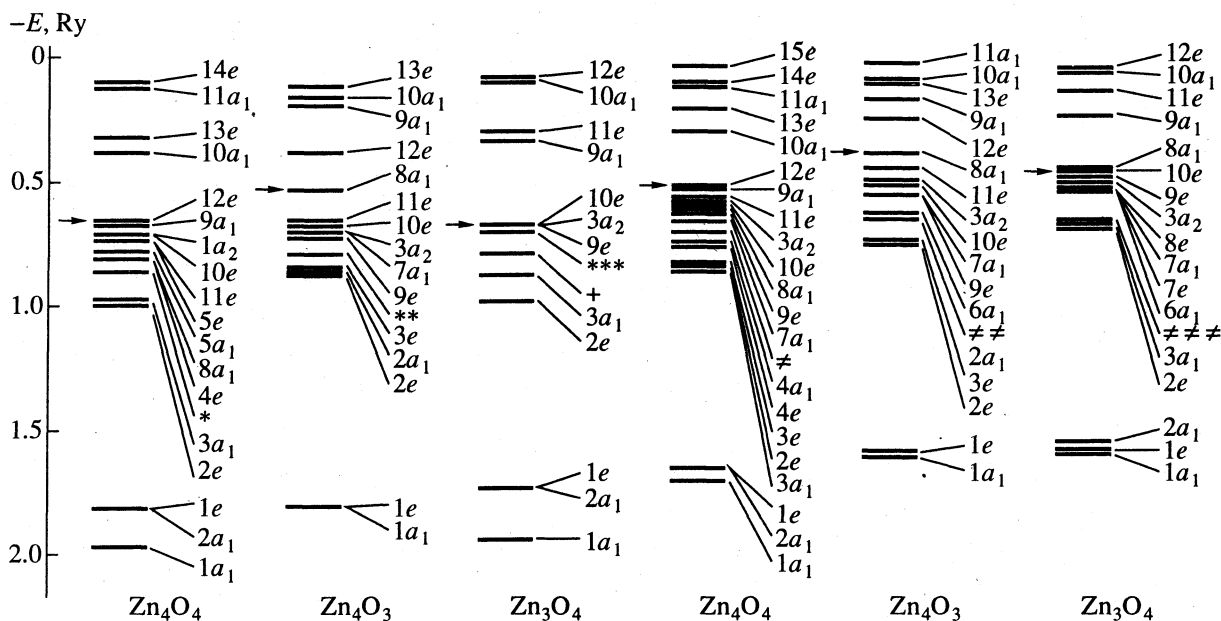 −E, Ry
0
0.5
1.0
1.5
2.0
14e
11a1
13e
10a1
12e
9a1
1a2
10e
11e
5e
5a1
8a1
4e
*
3a1
2e
1e
2a1
1a1
Zn4O4
13e
10a1
9a1
12e
8a1
11e
10e
3a2
7a1
9e
**
3e
2a1
2e
1e
1a1
Zn4O3
12e
10a1
11e
9a1
10e
3a2
9e
***
+
3a1
2e
1e
2a1
1a1
Zn3O4
15e
14e
11a1
13e
10a1
12e
9a1
11e
3a2
10e
8a1
9e
7a1
≠
4a1
4e
3e
2e
3a1
1e
2a1
1a1
Zn4O4
11a1
10a1
13e
9a1
12e
8a1
11e
3a2
10e
7a1
9e
6a1
≠ ≠
2a1
3e
2e
1e
1a1
Zn4O3
12e
10a1
11e
9a1
8a1
10e
9e
3a2
8e
7a1
7e
6a1
≠ ≠ ≠
3a1
2e
2a1
1e
1a1
Zn3O4